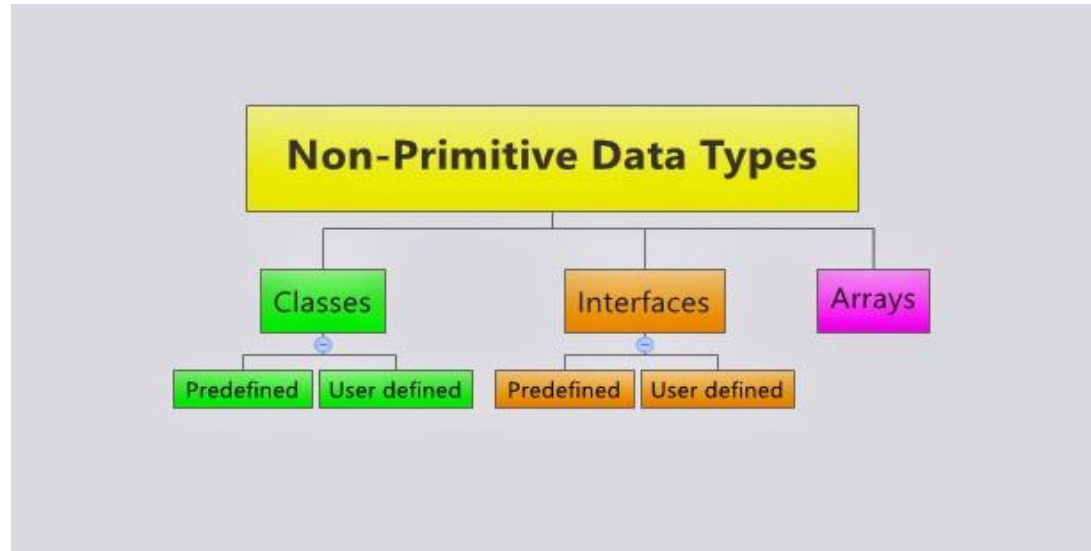 Non-Primitive Data Types
Classes
Interfaces
Arrays
Predefined
User defined
Predefined
User defined